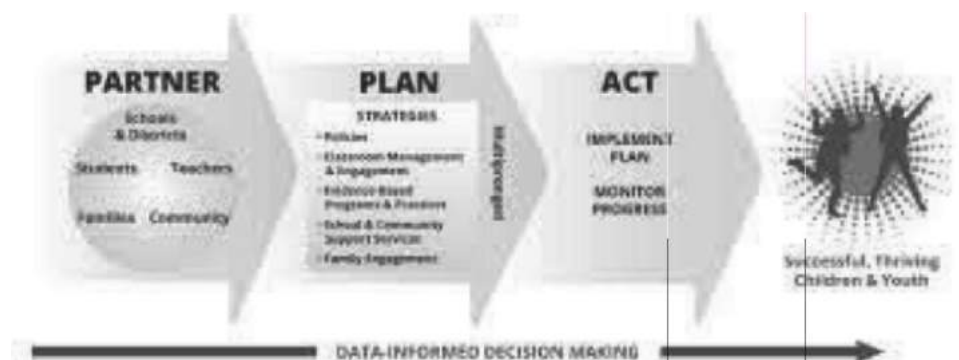 PARTNER
Schools
& Districts
Students Teachers
Families Community
PLAN
STRATEGIES
• Policies
• Classroom Management
& Engagement
• Evidence-Based
Programs & Practices
• School & Community
Support Services
• Family Engagement
ACT
IMPLEMENT
PLAN
MONITOR
PROGRESS
Successful, Thriving
Children & Youth
DATA-INFORMED DECISION MAKING